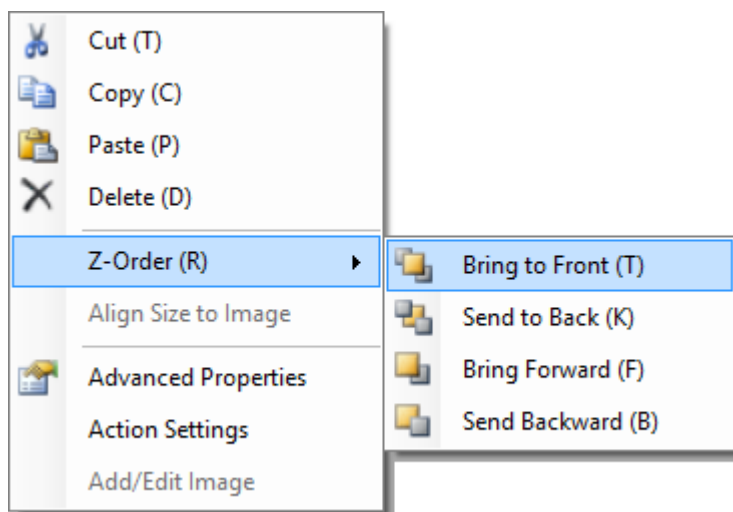 Cut (T)
Copy (C)
Paste (P)
Delete (D)
Z-Order (R)
Align Size to Image
Advanced Properties
Action Settings
Add/Edit Image
Bring to Front (T)
Send to Back (K)
Bring Forward (F)
Send Backward (B)